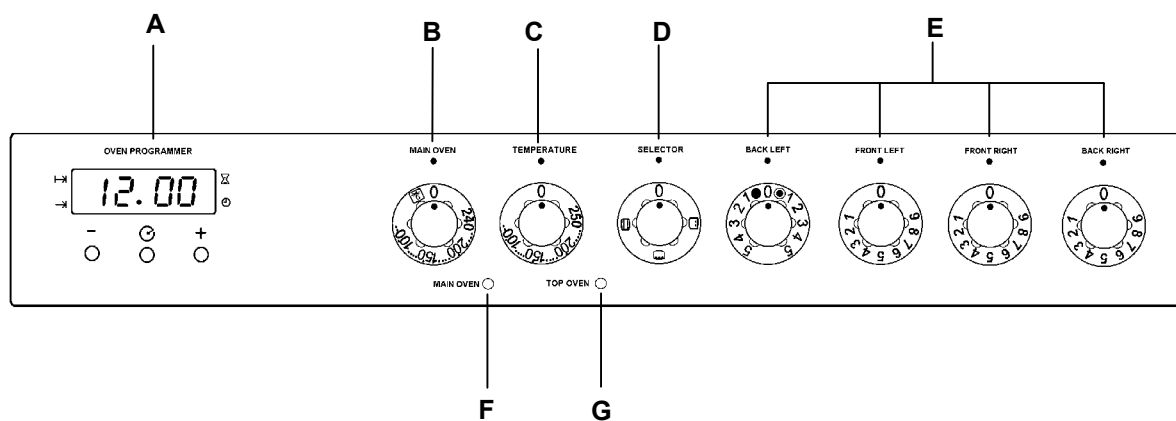 A
B
C
D
E
OVEN PROGRAMMER
MAIN OVEN
TEMPERATURE
SELECTOR
BACK LEFT
FRONT LEFT
FRONT RIGHT
BACK RIGHT
12.00
- +
0 240 200 150 100
0 250 200 150 100
0
0 1 2 3 4 5 5 4 3 2 1
0 9 8 7 6 5 4 3 2 1
0 9 8 7 6 5 4 3 2 1
0 9 8 7 6 5 4 3 2 1
MAIN OVEN
TOP OVEN
F
G